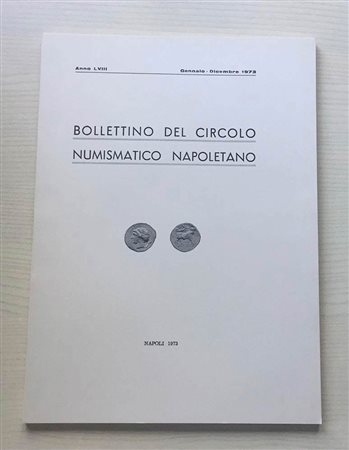 Anno LVIII Gennaio - Dicembre 1973
BOLLETTINO DEL CIRCOLO
NUMISMATICO NAPOLETANO
NAPOLI 1973